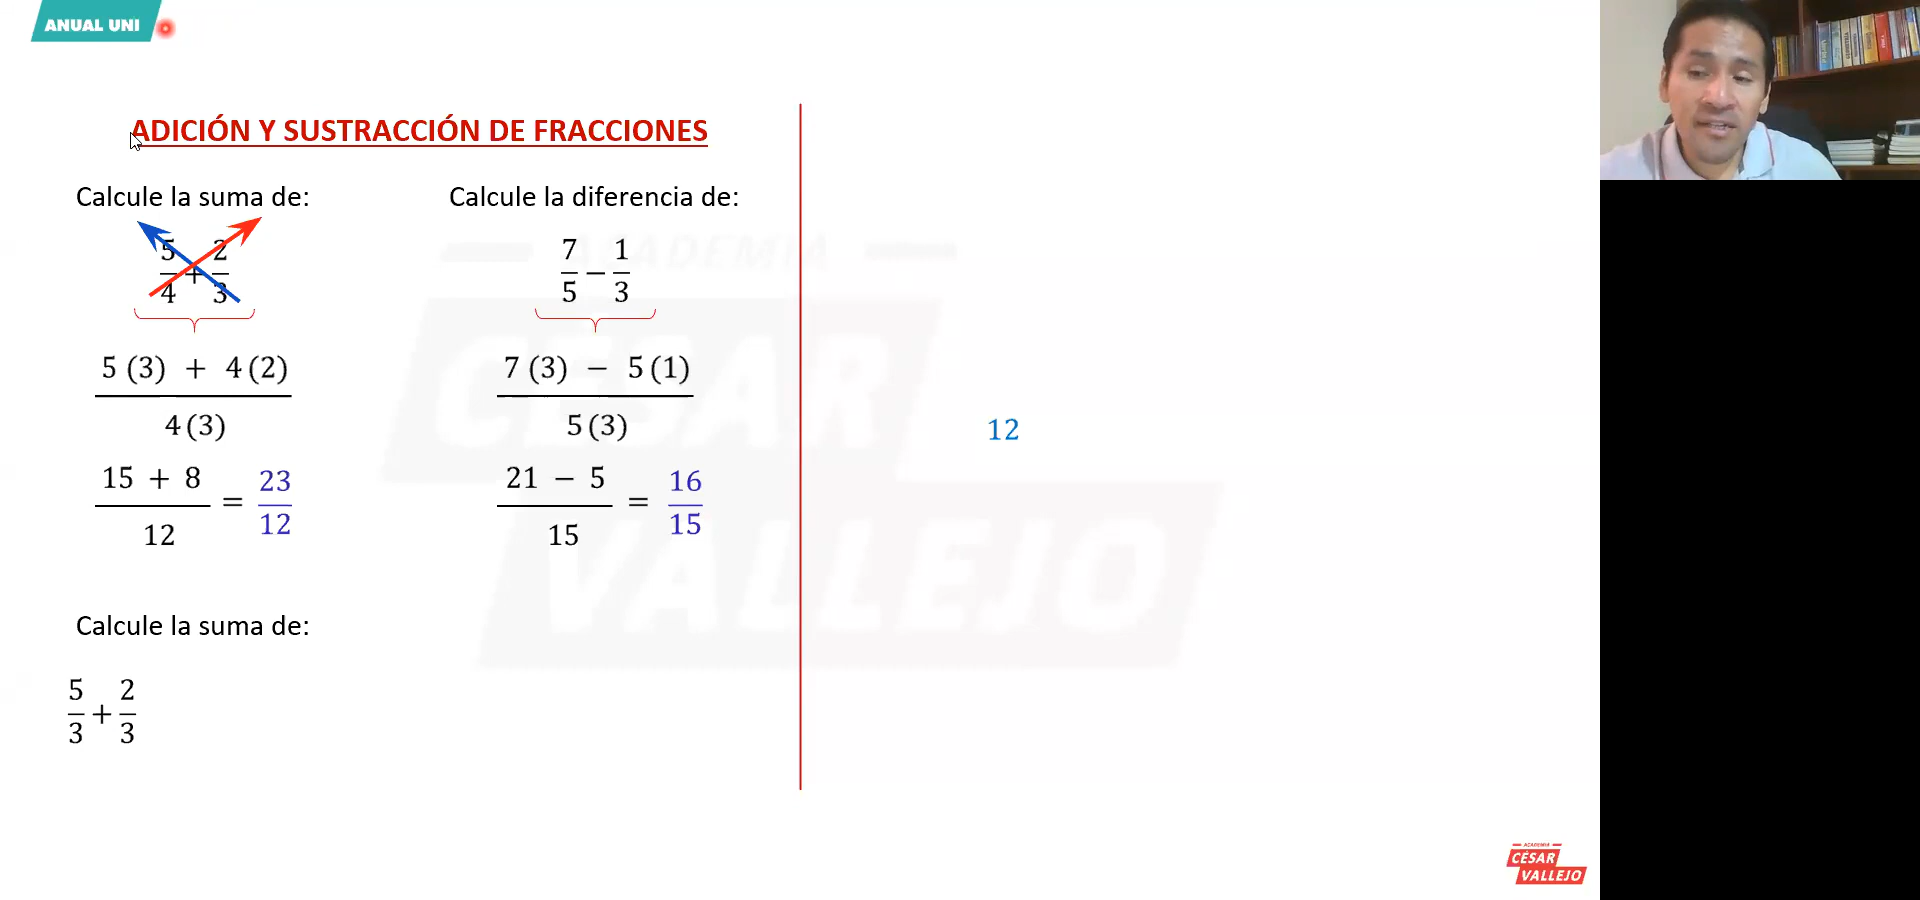 ANUAL UNI
ADICIÓN Y SUSTRACCIÓN DE FRACCIONES
Calcule la suma de:
5/4 + 2/3
5 (3) + 4 (2)
4 (3)
15 + 8
12
= 23/12
Calcule la diferencia de:
7/5 − 1/3
7 (3) − 5 (1)
5 (3)
21 − 5
15
= 16/15
Calcule la suma de:
5/3 + 2/3
12
ACADEMIA
CÉSAR
VALLEJO
ACADEMIA
CÉSAR
VALLEJO